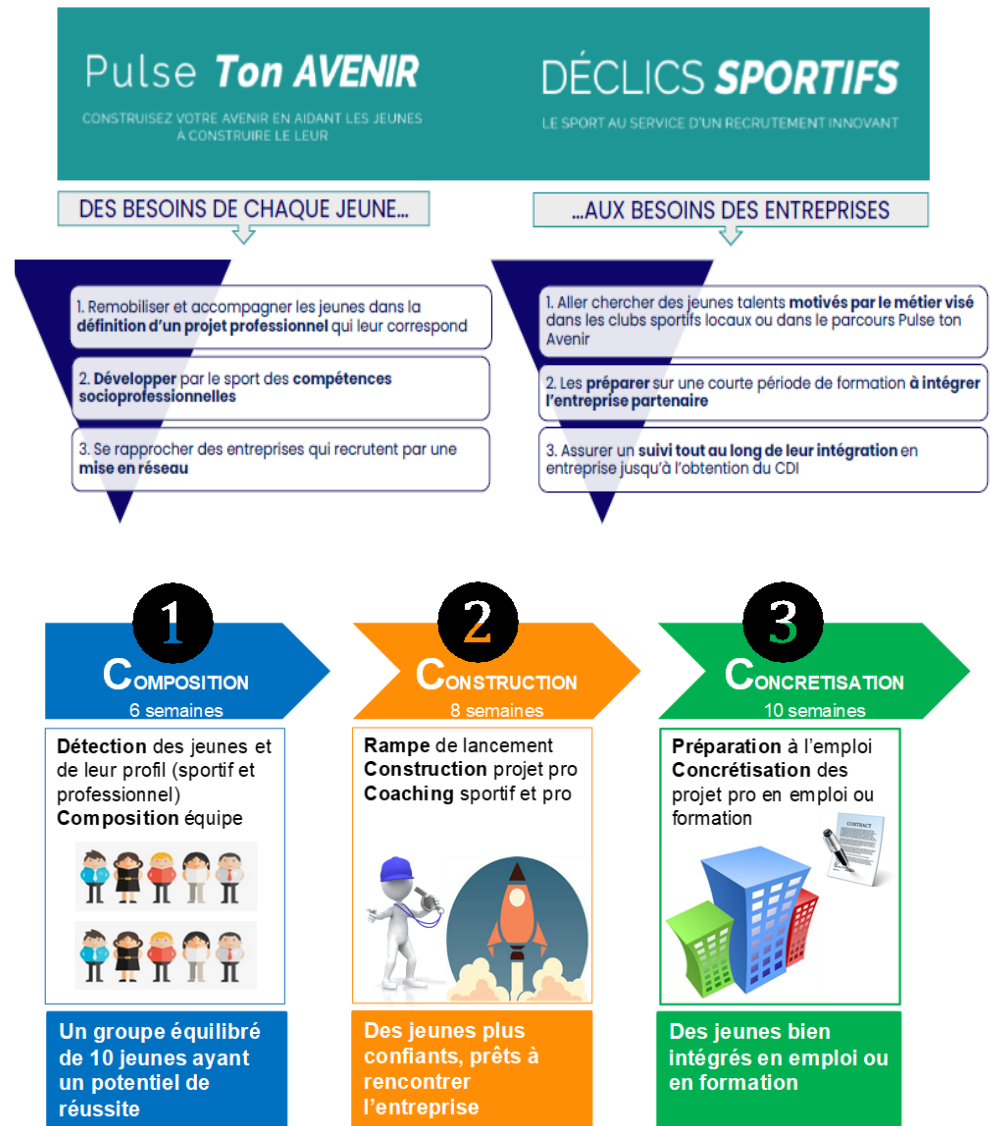 Pulse Ton AVENIR
CONSTRUISEZ VOTRE AVENIR EN AIDANT LES JEUNES
À CONSTRUIRE LE LEUR
DÉCLICS SPORTIFS
LE SPORT AU SERVICE D'UN RECRUTEMENT INNOVANT
DES BESOINS DE CHAQUE JEUNE...
...AUX BESOINS DES ENTREPRISES
1. Remobiliser et accompagner les jeunes dans la
définition d'un projet professionnel qui leur correspond
2. Développer par le sport des compétences
socioprofessionnelles
3. Se rapprocher des entreprises qui recrutent par une
mise en réseau
1. Aller chercher des jeunes talents motivés par le métier visé
dans les clubs sportifs locaux ou dans le parcours Pulse ton
Avenir
2. Les préparer sur une courte période de formation à intégrer
l'entreprise partenaire
3. Assurer un suivi tout au long de leur intégration en
entreprise jusqu'à l'obtention du CDI
1
COMPOSITION
6 semaines
Détection des jeunes et
de leur profil (sportif et
professionnel)
Composition équipe
Un groupe équilibré
de 10 jeunes ayant
un potentiel de
réussite
2
CONSTRUCTION
8 semaines
Rampe de lancement
Construction projet pro
Coaching sportif et pro
Des jeunes plus
confiants, prêts à
rencontrer
l'entreprise
3
CONCRETISATION
10 semaines
Préparation à l'emploi
Concrétisation des
projet pro en emploi ou
formation
CONTRACT
Des jeunes bien
intégrés en emploi ou
en formation